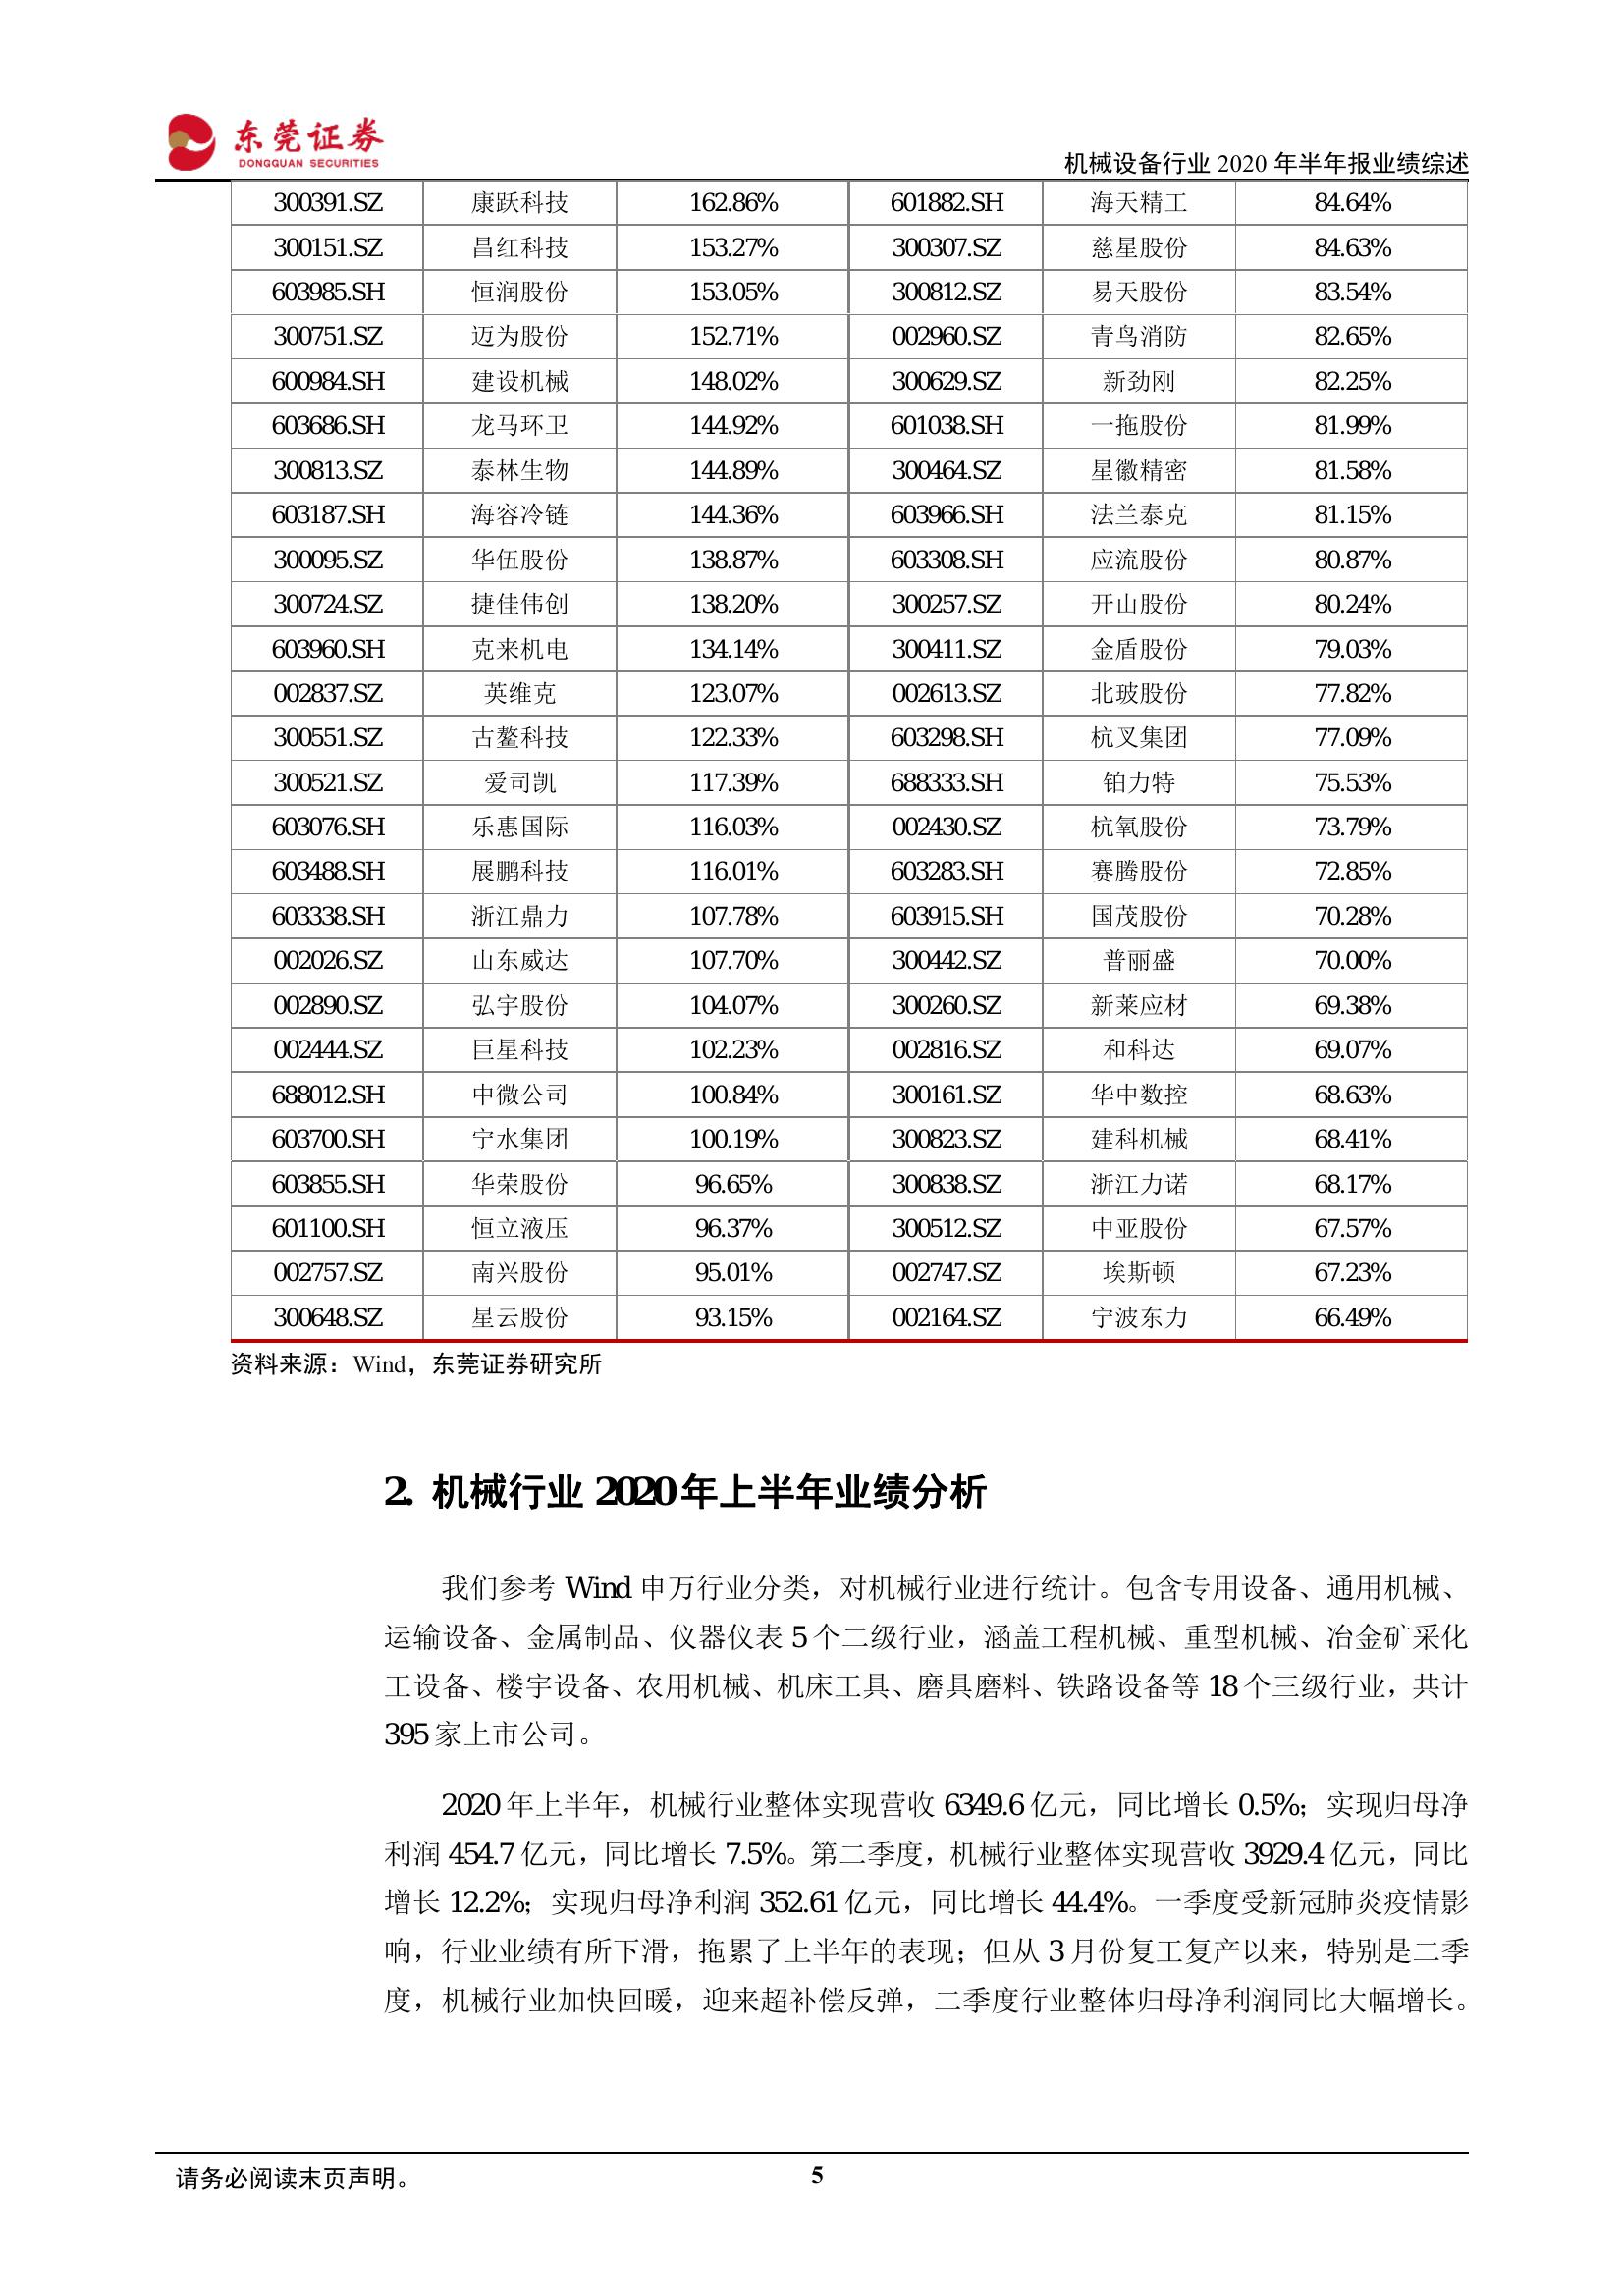 东莞证券
DONGGUAN SECURITIES
机械设备行业 2020 年半年报业绩综述
300391.SZ 康跃科技 162.86% 601882.SH 海天精工 84.64%
300151.SZ 昌红科技 153.27% 300307.SZ 慈星股份 84.63%
603985.SH 恒润股份 153.05% 300812.SZ 易天股份 83.54%
300751.SZ 迈为股份 152.71% 002960.SZ 青鸟消防 82.65%
600984.SH 建设机械 148.02% 300629.SZ 新劲刚 82.25%
603686.SH 龙马环卫 144.92% 601038.SH 一拖股份 81.99%
300813.SZ 泰林生物 144.89% 300464.SZ 星徽精密 81.58%
603187.SH 海容冷链 144.36% 603966.SH 法兰泰克 81.15%
300095.SZ 华伍股份 138.87% 603308.SH 应流股份 80.87%
300724.SZ 捷佳伟创 138.20% 300257.SZ 开山股份 80.24%
603960.SH 克来机电 134.14% 300411.SZ 金盾股份 79.03%
002837.SZ 英维克 123.07% 002613.SZ 北玻股份 77.82%
300551.SZ 古鳌科技 122.33% 603298.SH 杭叉集团 77.09%
300521.SZ 爱司凯 117.39% 688333.SH 铂力特 75.53%
603076.SH 乐惠国际 116.03% 002430.SZ 杭氧股份 73.79%
603488.SH 展鹏科技 116.01% 603283.SH 赛腾股份 72.85%
603338.SH 浙江鼎力 107.78% 603915.SH 国茂股份 70.28%
002026.SZ 山东威达 107.70% 300442.SZ 普丽盛 70.00%
002890.SZ 弘宇股份 104.07% 300260.SZ 新莱应材 69.38%
002444.SZ 巨星科技 102.23% 002816.SZ 和科达 69.07%
688012.SH 中微公司 100.84% 300161.SZ 华中数控 68.63%
603700.SH 宁水集团 100.19% 300823.SZ 建科机械 68.41%
603855.SH 华荣股份 96.65% 300838.SZ 浙江力诺 68.17%
601100.SH 恒立液压 96.37% 300512.SZ 中亚股份 67.57%
002757.SZ 南兴股份 95.01% 002747.SZ 埃斯顿 67.23%
300648.SZ 星云股份 93.15% 002164.SZ 宁波东力 66.49%
资料来源：Wind，东莞证券研究所
2. 机械行业 2020 年上半年业绩分析
我们参考 Wind 申万行业分类，对机械行业进行统计。包含专用设备、通用机械、
运输设备、金属制品、仪器仪表 5 个二级行业，涵盖工程机械、重型机械、冶金矿采化
工设备、楼宇设备、农用机械、机床工具、磨具磨料、铁路设备等 18 个三级行业，共计
395 家上市公司。
2020 年上半年，机械行业整体实现营收 6349.6 亿元，同比增长 0.5%；实现归母净
利润 454.7 亿元，同比增长 7.5%。第二季度，机械行业整体实现营收 3929.4 亿元，同比
增长 12.2%；实现归母净利润 352.61 亿元，同比增长 44.4%。一季度受新冠肺炎疫情影
响，行业业绩有所下滑，拖累了上半年的表现；但从 3 月份复工复产以来，特别是二季
度，机械行业加快回暖，迎来超补偿反弹，二季度行业整体归母净利润同比大幅增长。
请务必阅读末页声明。
5